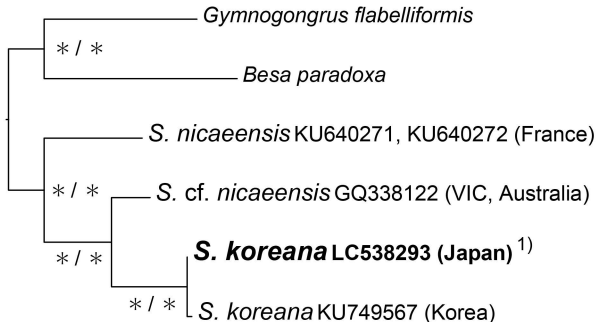 Gymnogongrus flabelliformis
＊/＊
Besa paradoxa
S. nicaeensis KU640271, KU640272 (France)
＊/＊
S. cf. nicaeensis GQ338122 (VIC, Australia)
＊/＊
S. koreana LC538293 (Japan) 1)
＊/＊
S. koreana KU749567 (Korea)